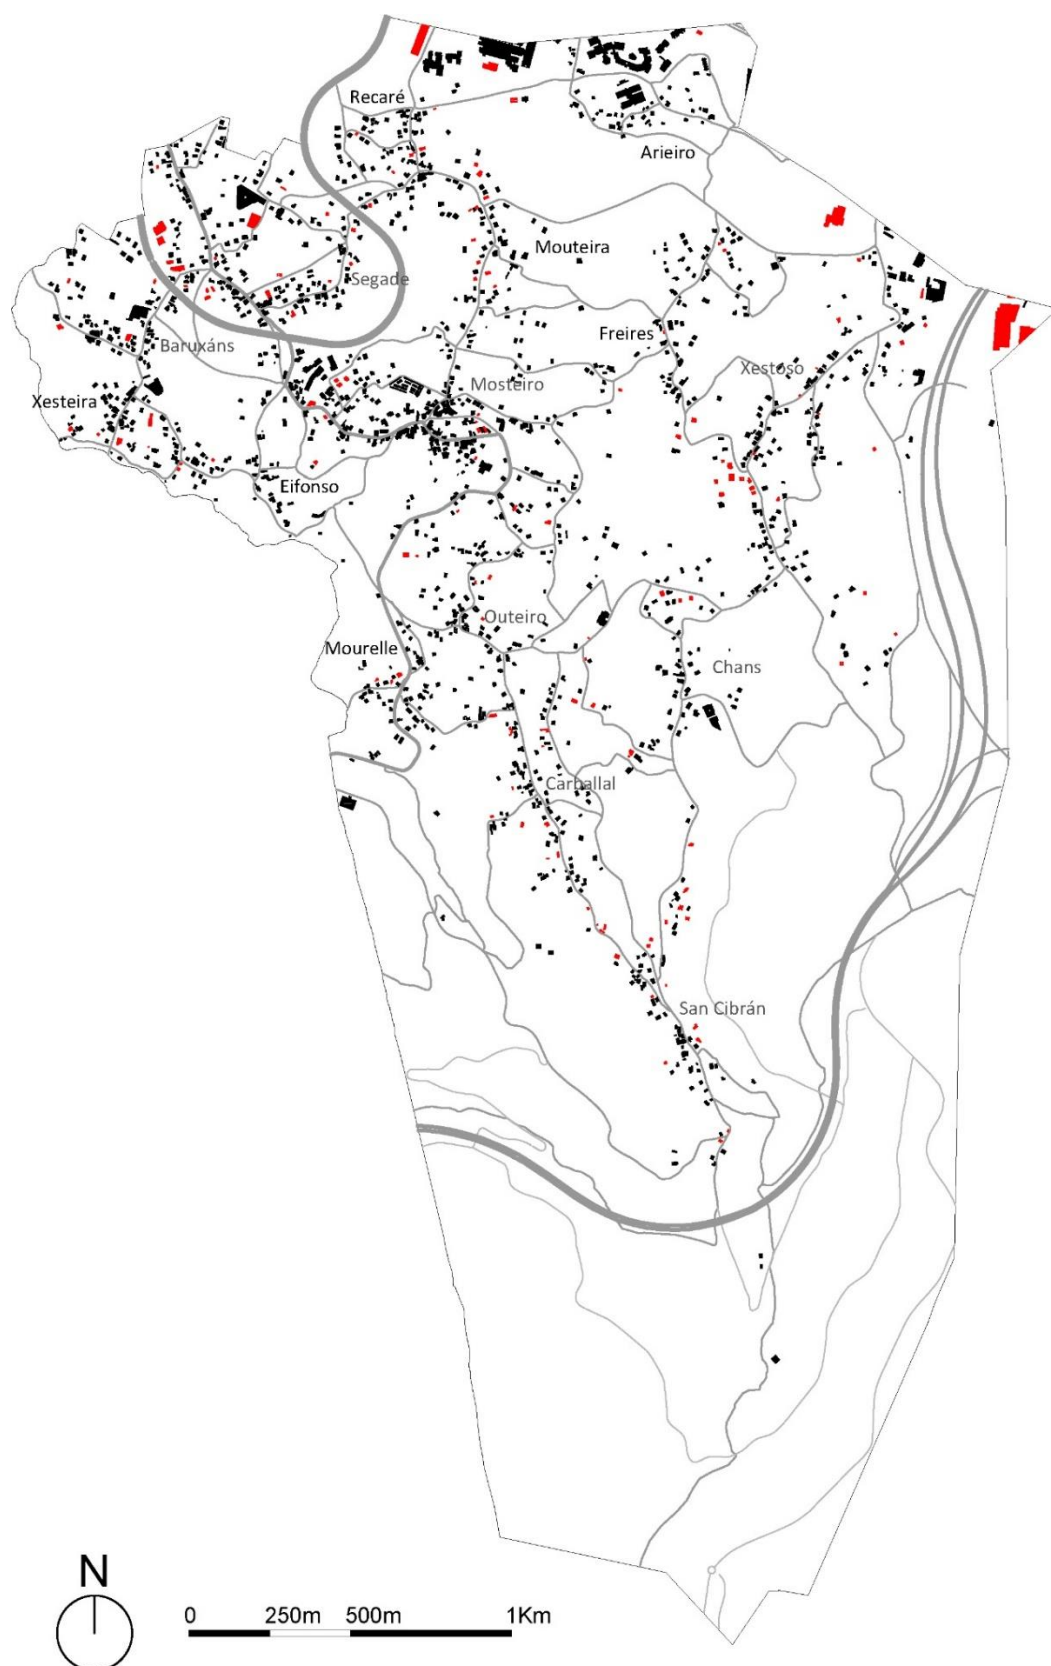 Recaré
Arieiro
Mouteira
Segade
Freires
Baruxáns
Xestoso
Mosteiro
Xesteira
Eifonso
Outeiro
Mourelle
Chans
Carballal
San Cibrán
N
0 250m 500m 1Km